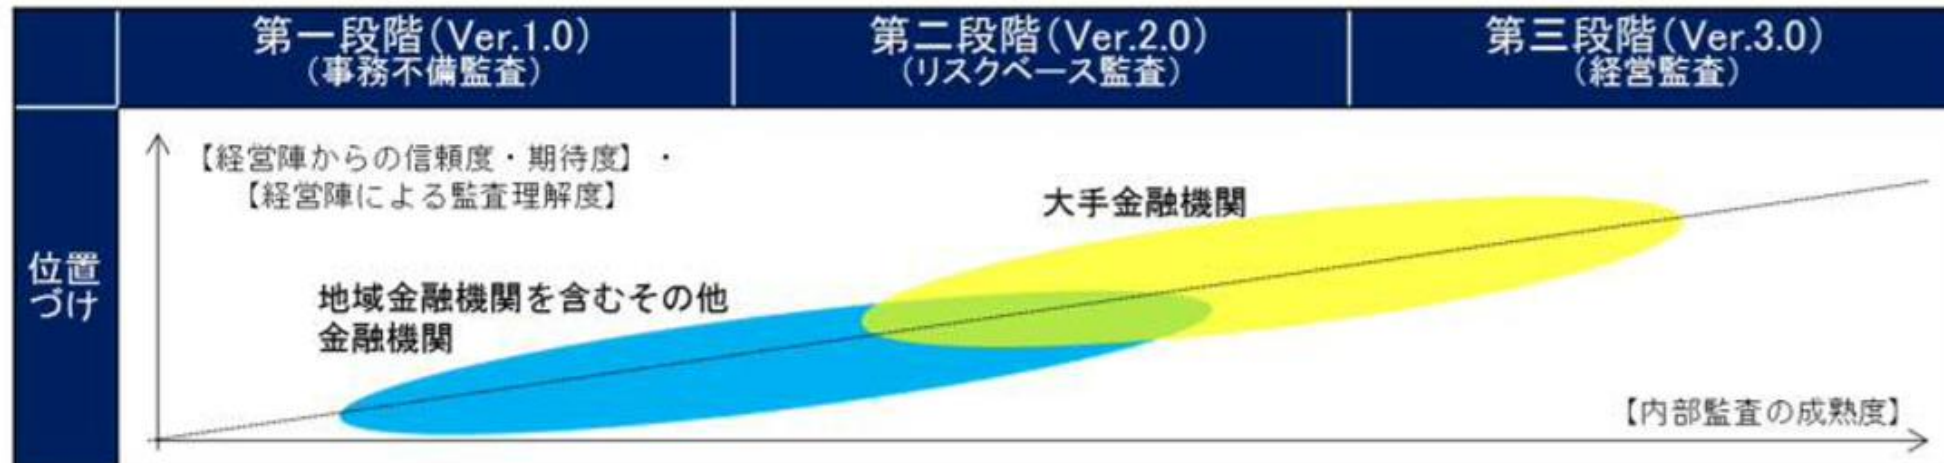 第一段階(Ver.1.0)
(事務不備監査)
第二段階(Ver.2.0)
(リスクベース監査)
第三段階(Ver.3.0)
(経営監査)
位置
づけ
【経営陣からの信頼度・期待度】・
【経営陣による監査理解度】
大手金融機関
地域金融機関を含むその他
金融機関
【内部監査の成熟度】